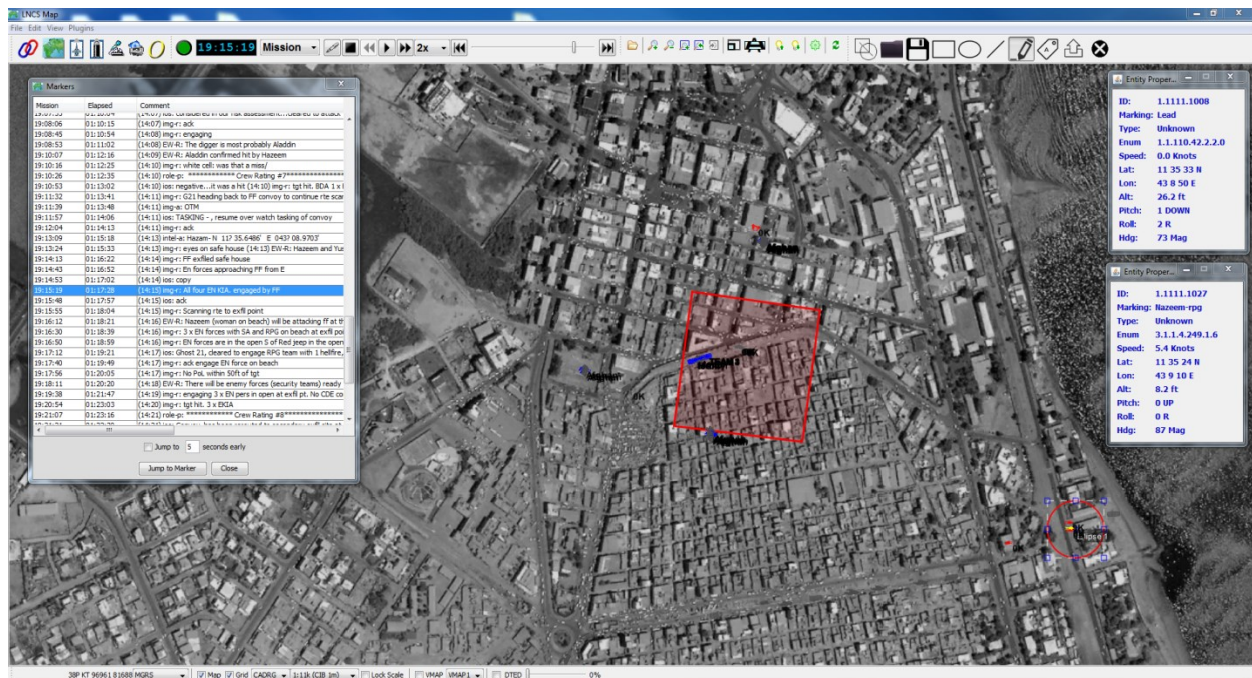 LNCS Map
File Edit View Plugins
19:15:19 Mission 2x
Markers
Mission Elapsed Comment
19:08:06 01:10:15 (14:08) img-r: ack
19:08:45 01:10:54 (14:08) img-r: engaging
19:08:53 01:11:02 (14:08) EW-R: The digger is most probably Aladdin
19:10:07 01:12:16 (14:09) EW-R: Aladdin confirmed hit by Hazeem
19:10:16 01:12:25 (14:10) img-r: white cell: was that a miss/
19:10:26 01:12:35 (14:10) role-p: ************ Crew Rating #7************
19:10:53 01:13:02 (14:10) ios: negative...it was a hit (14:10) img-r: tgt hit. BDA 1 x
19:11:32 01:13:41 (14:11) img-r: G21 heading back to FF convoy to continue rte
19:11:39 01:13:48 (14:11) img-a: OTM
19:11:57 01:14:06 (14:11) ios: TASKING - , resume over watch tasking of convoy
19:12:04 01:14:13 (14:11) img-r: ack
19:13:09 01:15:18 (14:13) intel-a: Hazam- N 11? 35.6486' E 043? 08.9703'
19:13:24 01:15:33 (14:13) img-r: eyes on safe house (14:13) EW-R: Hazeem and
19:14:13 01:16:22 (14:14) img-r: FF exfiled safe house
19:14:43 01:16:52 (14:14) img-r: En forces approaching FF from E
19:14:53 01:17:02 (14:14) ios: copy
19:15:19 01:17:28 (14:15) img-r: All four EN KIA. engaged by FF
19:15:48 01:17:57 (14:15) ios: ack
19:15:55 01:18:04 (14:15) img-r: Scanning rte to exfil point
19:16:12 01:18:21 (14:16) EW-R: Nazeem (woman on beach) will be attacking ff at
19:16:30 01:18:39 (14:16) img-r: 3 x EN forces with SA and RPG on beach at exfil
19:16:50 01:18:59 (14:16) img-r: EN forces are in the open S of Red jeep in the open
19:17:12 01:19:21 (14:17) ios: Ghost 21, cleared to engage RPG team with 1 hellfire,
19:17:40 01:19:49 (14:17) img-r: ack engage EN force on beach
19:17:56 01:20:05 (14:17) img-r: No PoL within 50ft of tgt
19:18:11 01:20:20 (14:18) EW-R: There will be enemy forces (security teams) ready
19:19:38 01:21:47 (14:19) img-r: engaging 3 x EN pers in open at exfil pt. No CDE
19:20:54 01:23:03 (14:20) img-r: tgt hit. 3 x EKIA
19:21:07 01:23:16 (14:21) role-p: ************ Crew Rating #8************
Jump to 5 seconds early
Jump to Marker Close
Entity Proper...
ID: 1.1111.1008
Marking: Lead
Type: Unknown
Enum 1.1.110.42.2.2.0
Speed: 0.0 Knots
Lat: 11 35 33 N
Lon: 43 8 50 E
Alt: 26.2 ft
Pitch: 1 DOWN
Roll: 2 R
Hdg: 73 Mag
Entity Proper...
ID: 1.1111.1027
Marking: Nazeem-rpg
Type: Unknown
Enum 3.1.1.4.249.1.6
Speed: 5.4 Knots
Lat: 11 35 24 N
Lon: 43 9 10 E
Alt: 8.2 ft
Pitch: 0 UP
Roll: 0 R
Hdg: 87 Mag
38P KT 96961 81688 MGRS Map Grid CADRG 1:11k (CIB 1m) Lock Scale VMAP VMAP1 DTED 0%